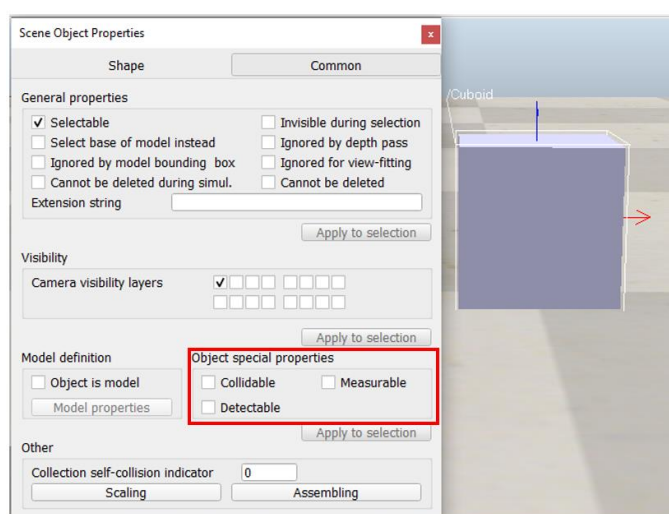 Scene Object Properties
x
Shape Common
/Cuboid
General properties
Selectable Invisible during selection
Select base of model instead Ignored by depth pass
Ignored by model bounding box Ignored for view-fitting
Cannot be deleted during simul. Cannot be deleted
Extension string
Apply to selection
Visibility
Camera visibility layers
Apply to selection
Model definition Object special properties
Object is model Collidable Measurable
Model properties Detectable
Apply to selection
Other
Collection self-collision indicator 0
Scaling Assembling